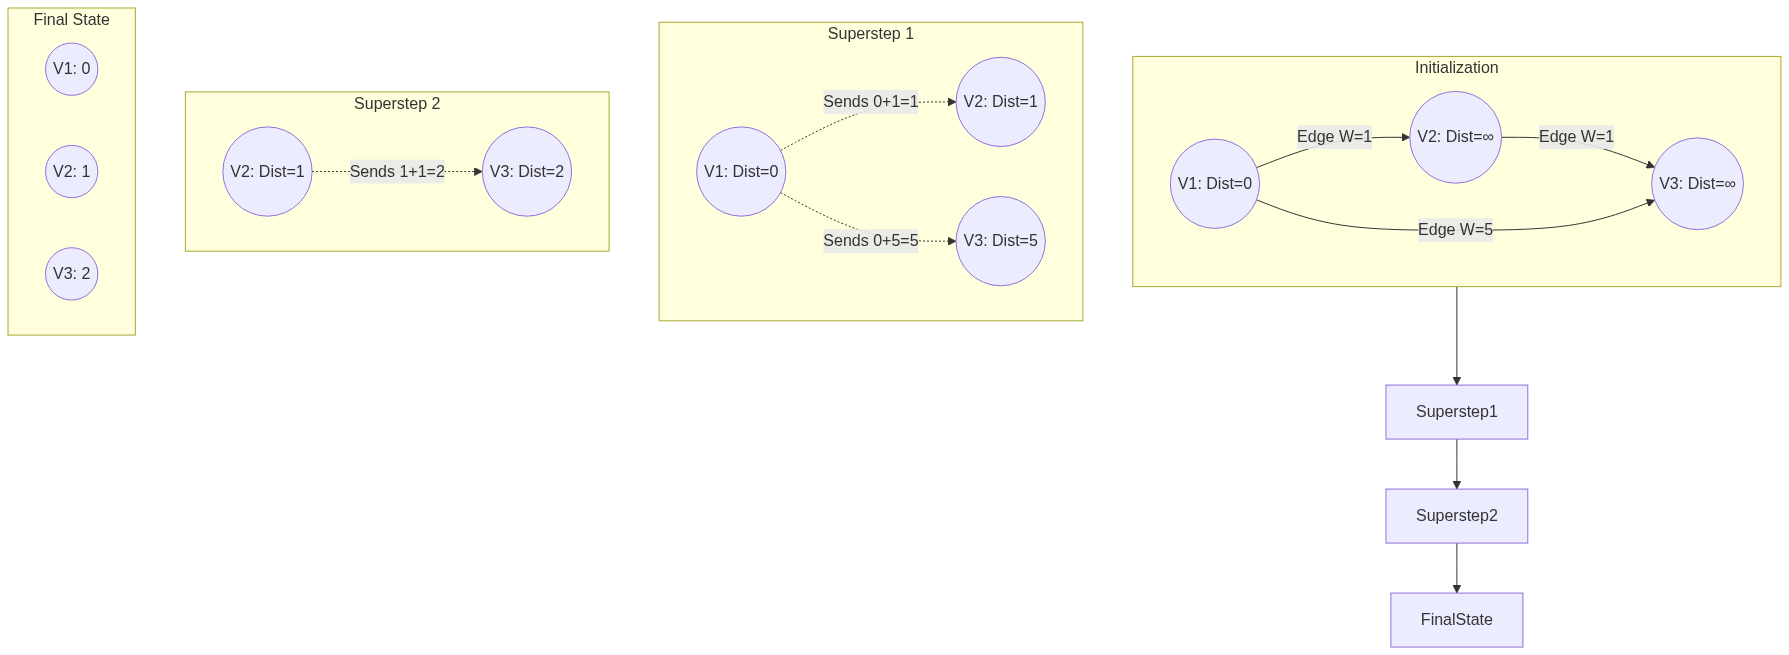 Final State
V1: 0
V2: 1
V3: 2
Superstep 2
V2: Dist=1
Sends 1+1=2
V3: Dist=2
Superstep 1
V1: Dist=0
Sends 0+1=1
V2: Dist=1
Sends 0+5=5
V3: Dist=5
Initialization
V1: Dist=0
Edge W=1
V2: Dist=∞
Edge W=1
V3: Dist=∞
Edge W=5
Superstep1
Superstep2
FinalState